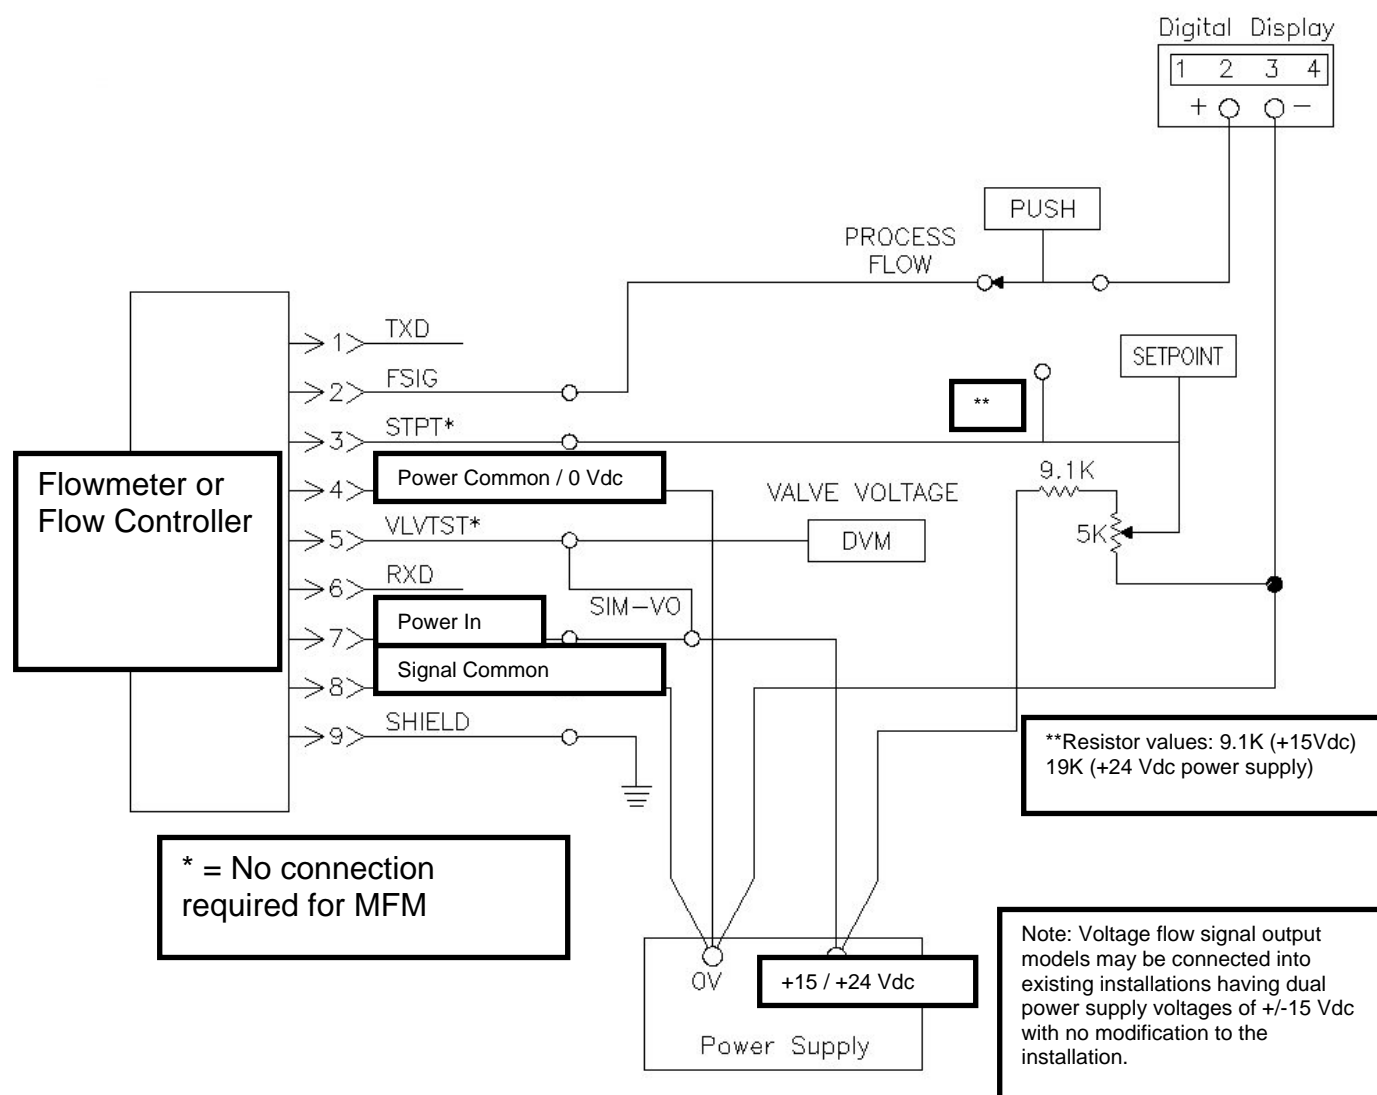 Digital Display
1 2 3 4
+ −
PUSH
PROCESS
FLOW
1 TXD
SETPOINT
2 FSIG
**
3 STPT*
9.1K
Flowmeter or
Flow Controller
4 Power Common / 0 Vdc
VALVE VOLTAGE
5 VLVTST*
DVM
5K
6 RXD
SIM-VO
7 Power In
8 Signal Common
9 SHIELD
**Resistor values: 9.1K (+15Vdc)
19K (+24 Vdc power supply)
* = No connection
required for MFM
0V
+15 / +24 Vdc
Power Supply
Note: Voltage flow signal output
models may be connected into
existing installations having dual
power supply voltages of +/-15 Vdc
with no modification to the
installation.